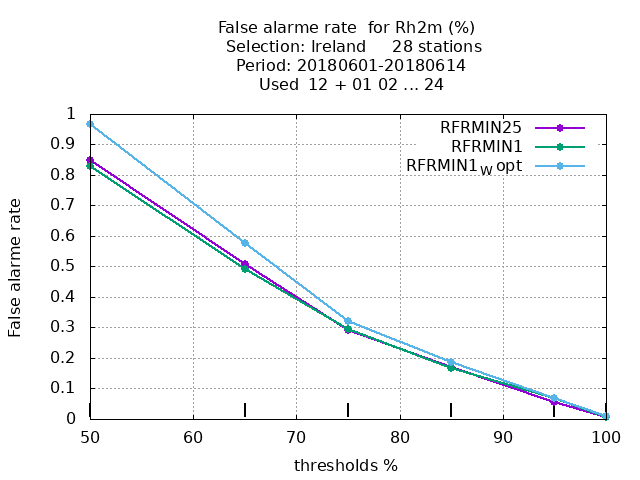 False alarme rate  for Rh2m (%)
Selection: Ireland     28 stations
Period: 20180601-20180614
Used  12 + 01 02 ... 24
RFRMIN25
RFRMIN1
RFRMIN1W opt
False alarme rate
1
0.9
0.8
0.7
0.6
0.5
0.4
0.3
0.2
0.1
0
50 60 70 80 90 100
thresholds %